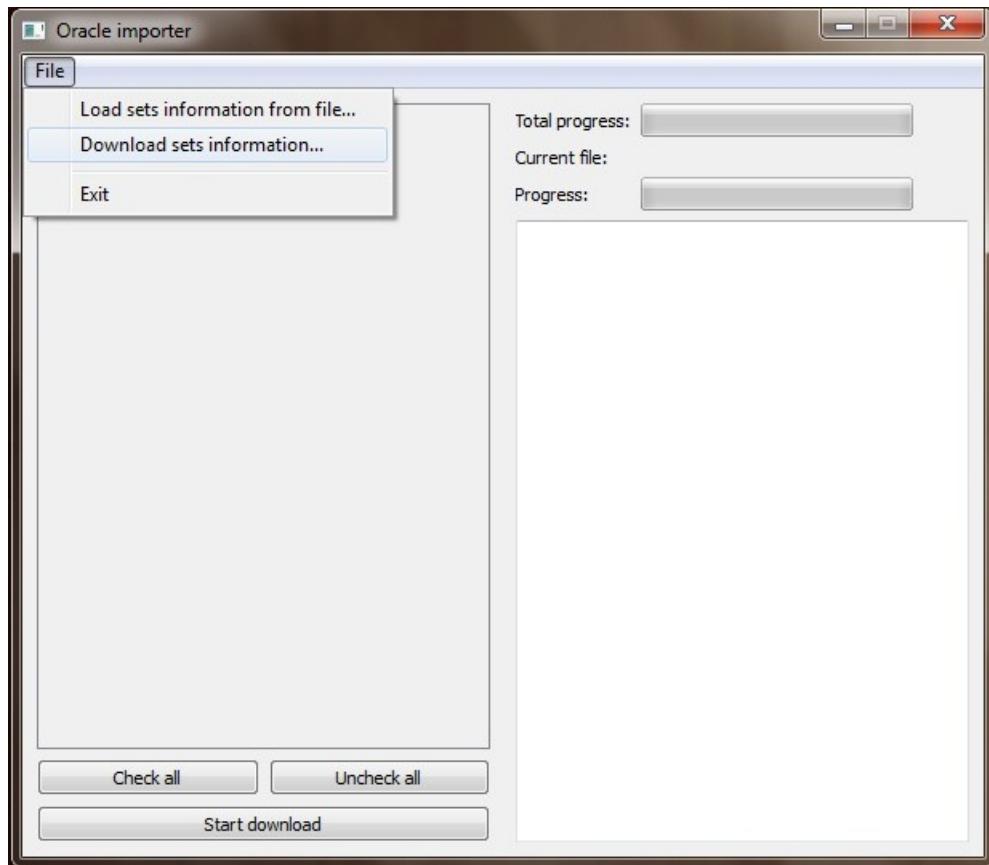 Oracle importer
File
Load sets information from file...
Download sets information...
Exit
Total progress:
Current file:
Progress:
Check all
Uncheck all
Start download